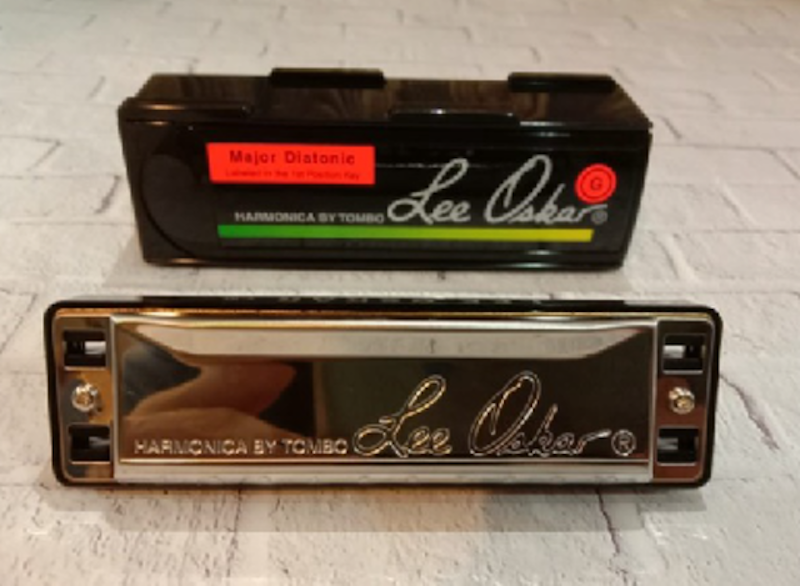 Major Diatonic
Labeled in the 1st Position Key
G
HARMONICA BY TOMBO Lee Oskar®
HARMONICA BY TOMBO Lee Oskar®